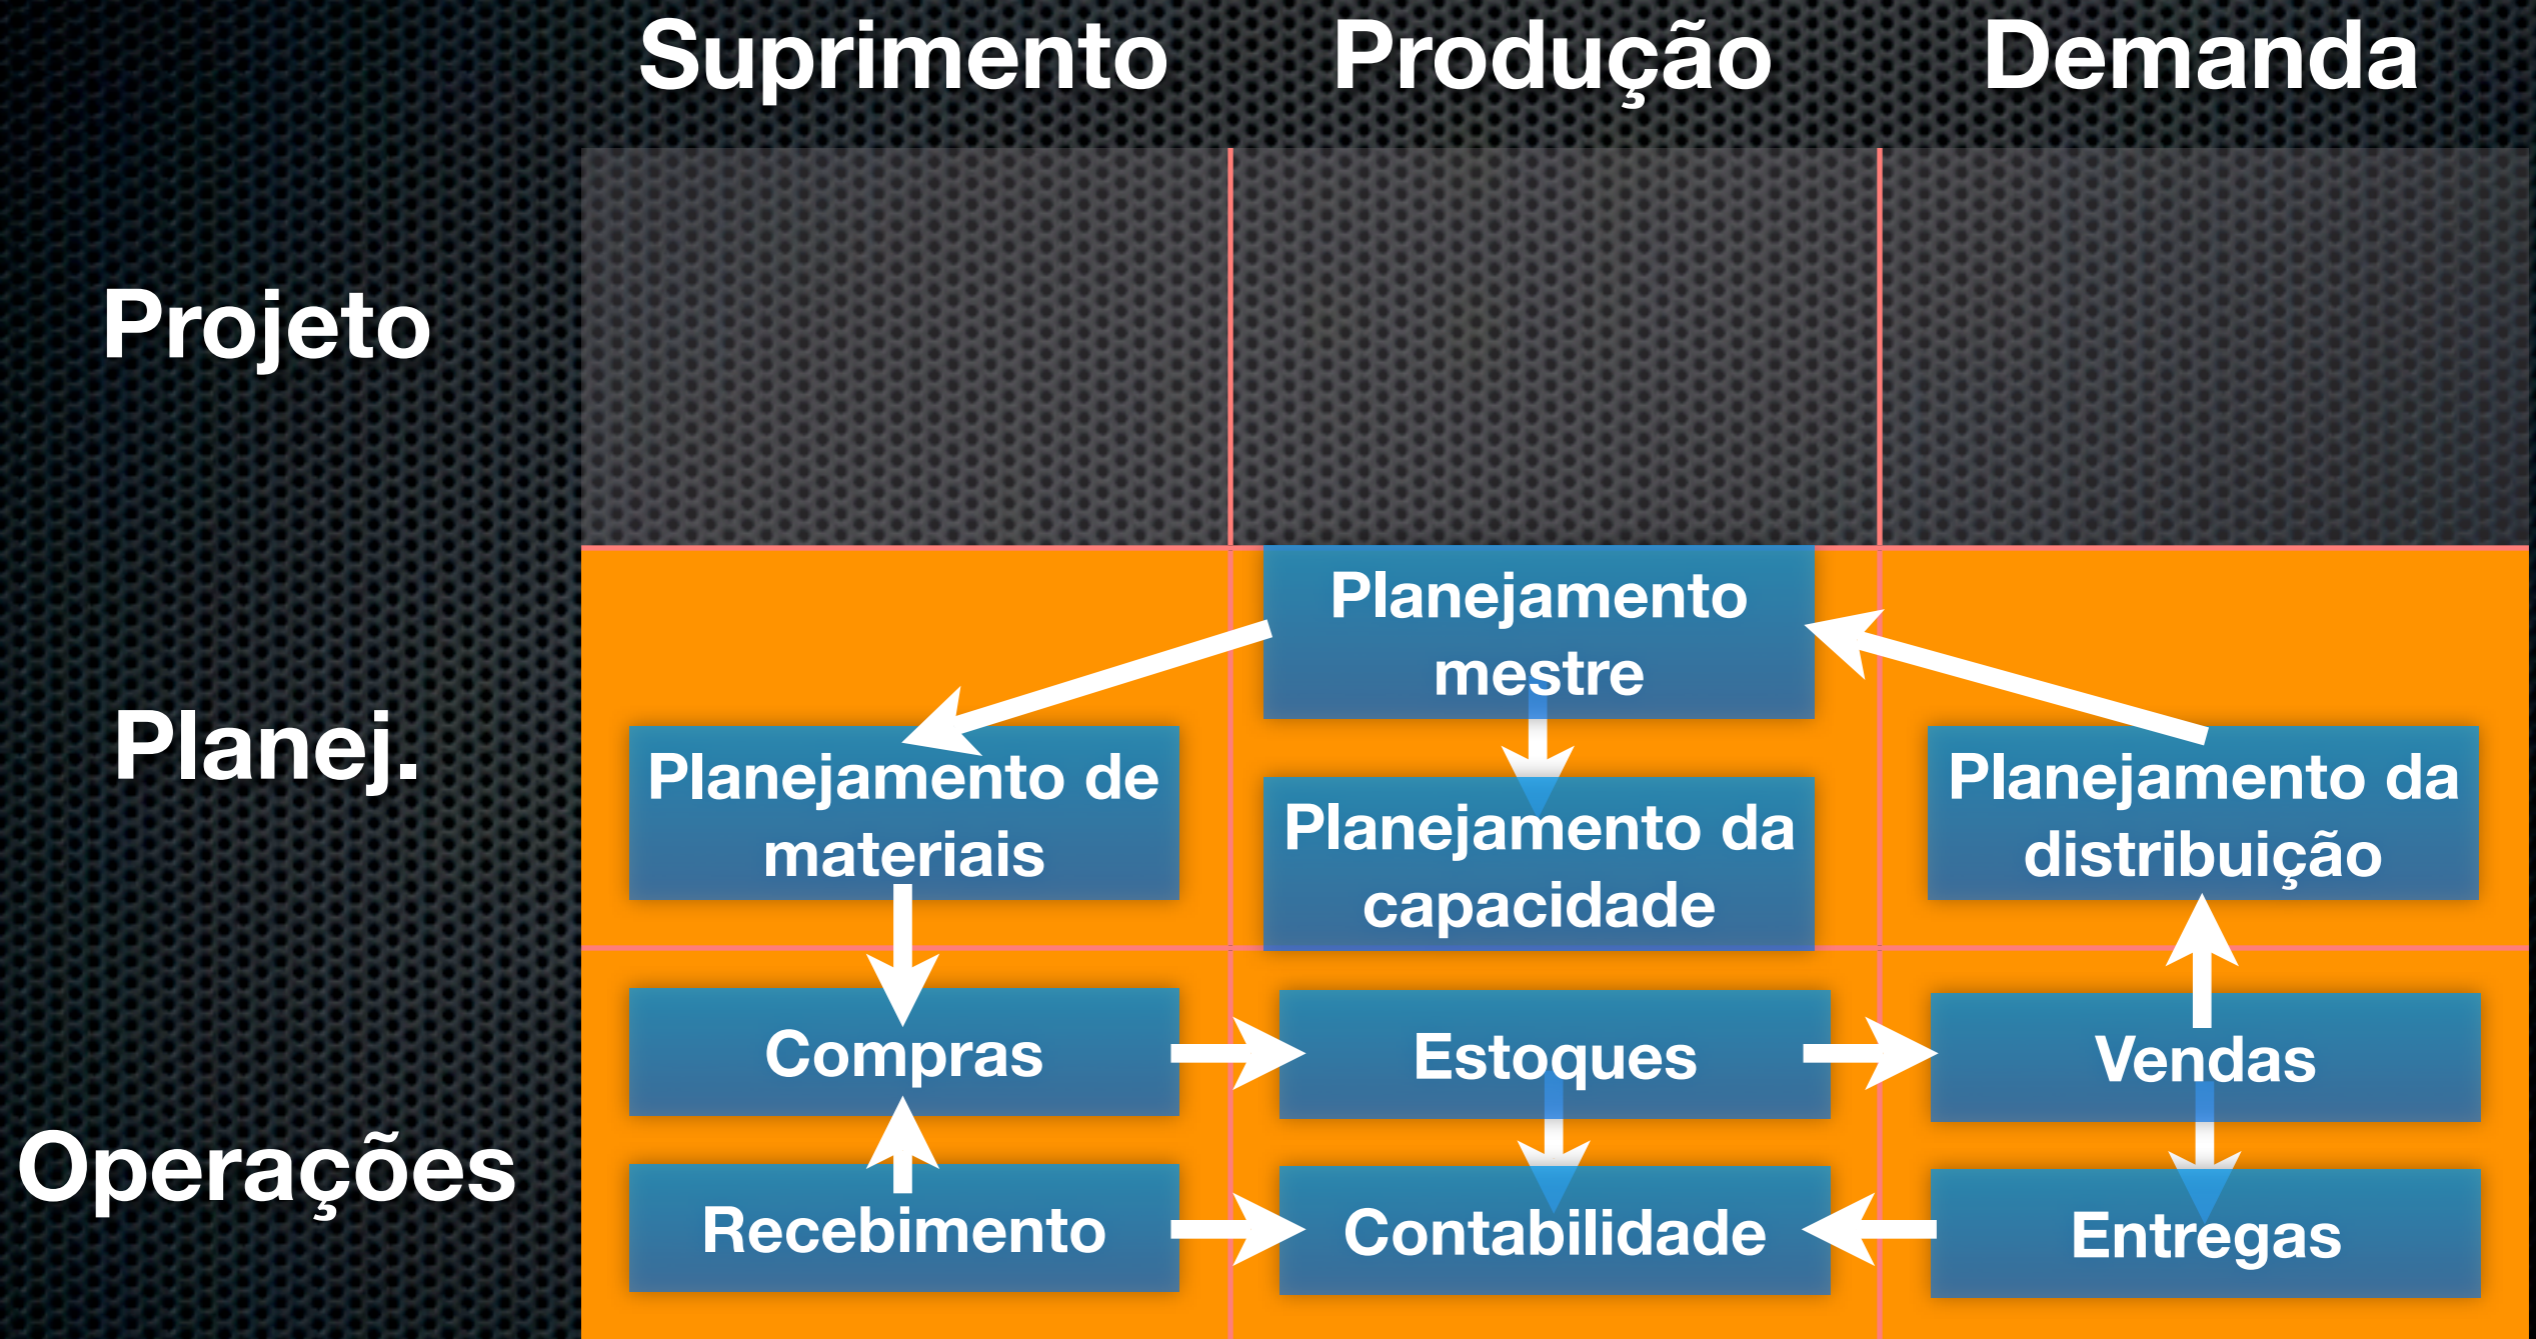 Suprimento
Produção
Demanda
Projeto
Planej.
Planejamento
mestre
Planejamento de
materiais
Planejamento da
capacidade
Planejamento da
distribuição
Operações
Compras
Estoques
Vendas
Recebimento
Contabilidade
Entregas